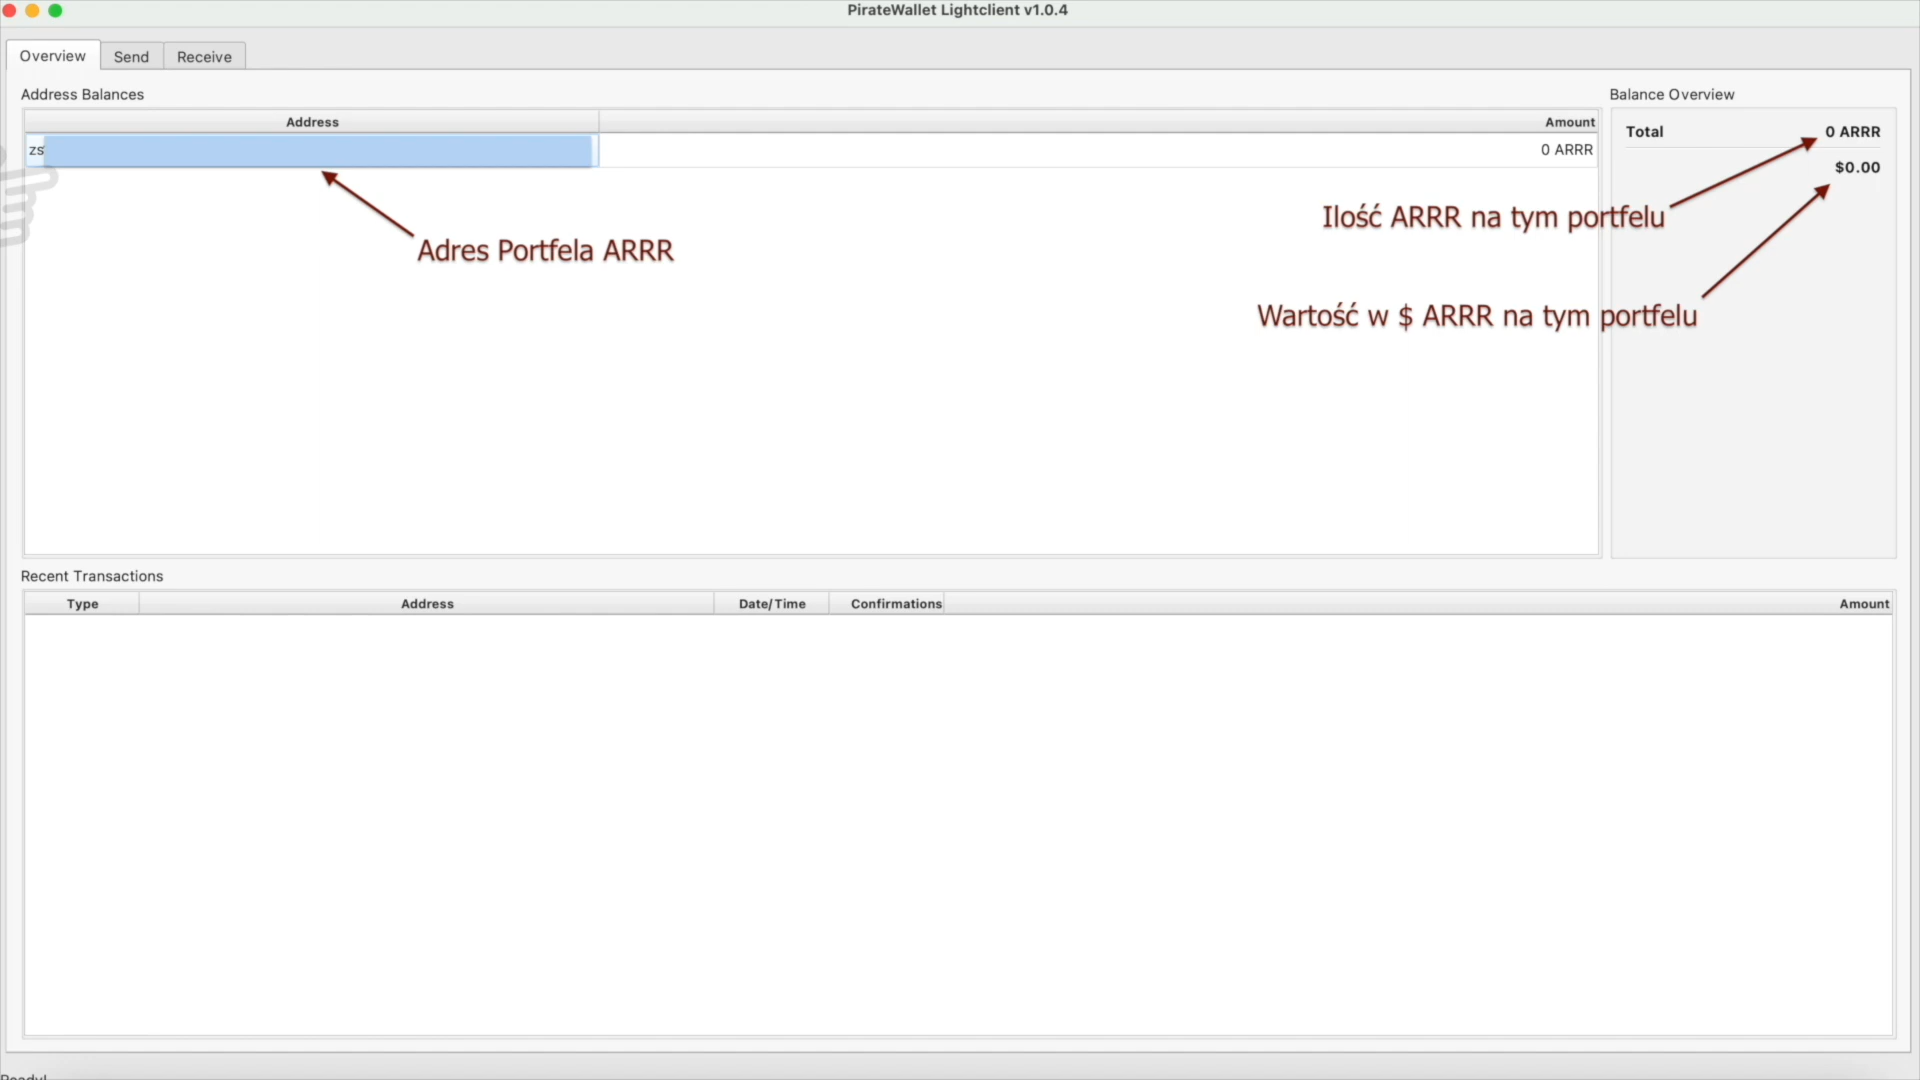 PirateWallet Lightclient v1.0.4
Overview Send Receive
Address Balances
Balance Overview
Address Amount
zs 0 ARRR
Total 0 ARRR
$0.00
Ilość ARRR na tym portfelu
Adres Portfela ARRR
Wartość w $ ARRR na tym portfelu
Recent Transactions
Type Address Date/Time Confirmations Amount
Ready!